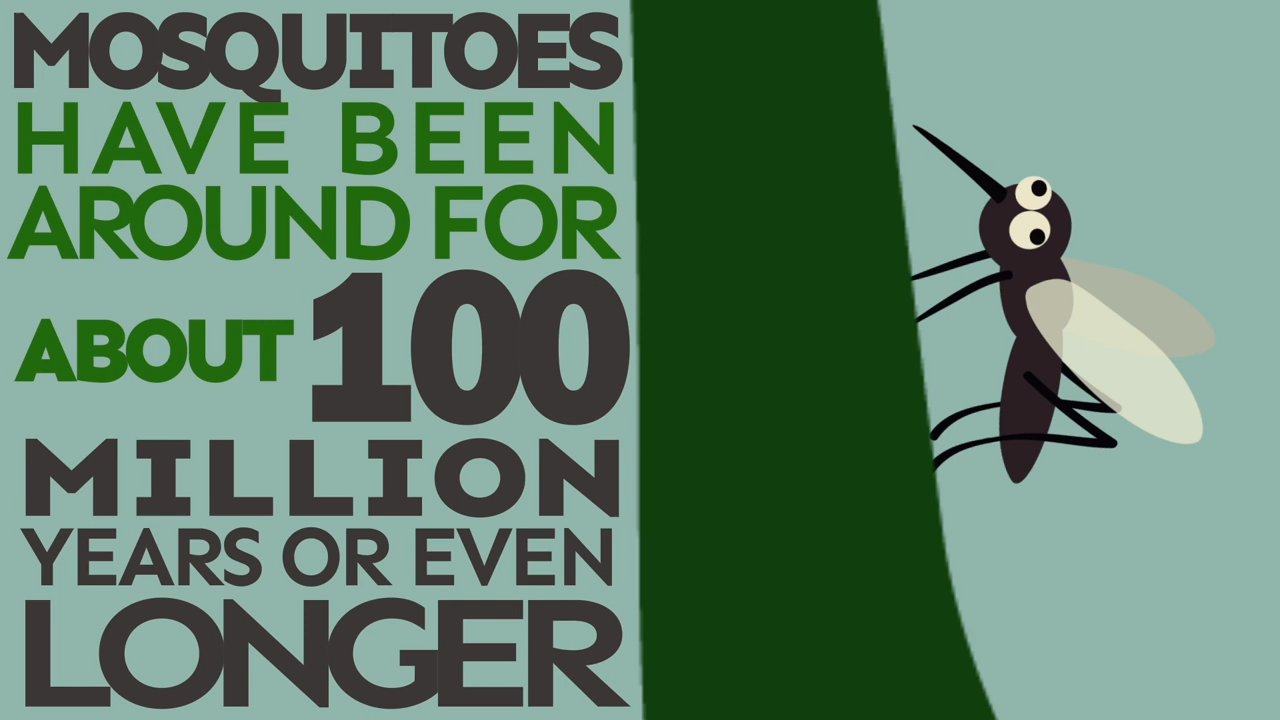 MOSQUITOES
HAVE BEEN
AROUND FOR
ABOUT 100
MILLION
YEARS OR EVEN
LONGER